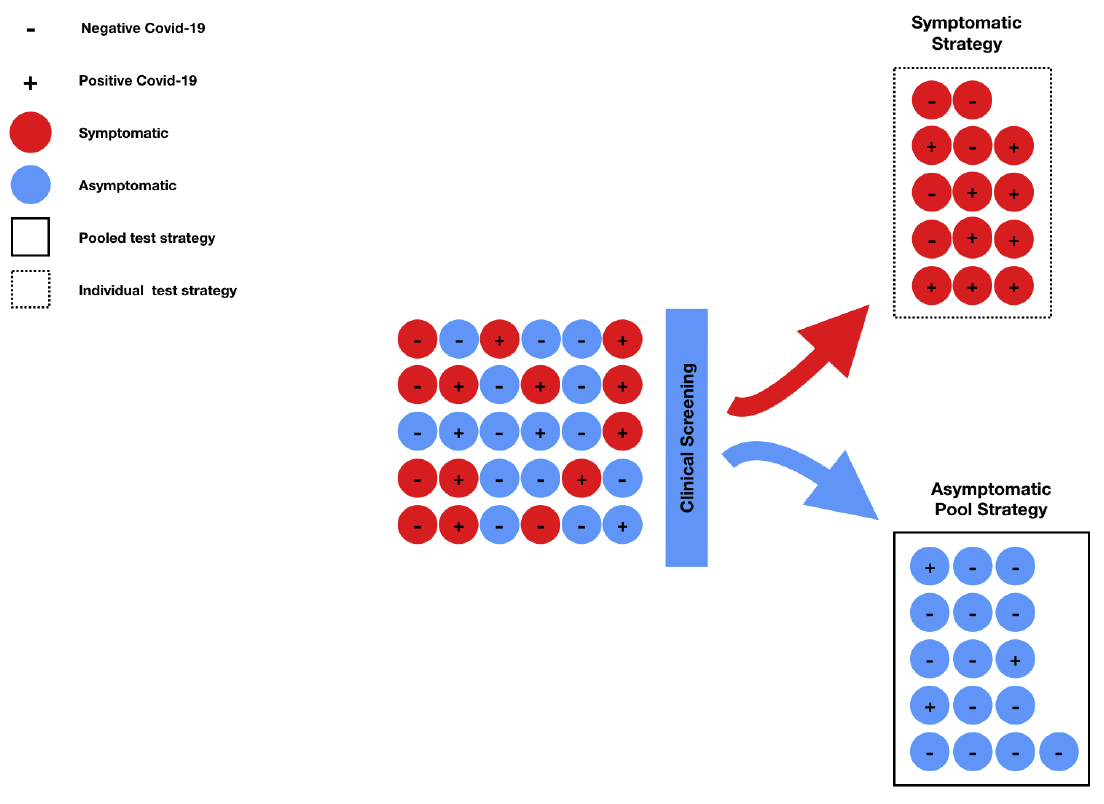 - Negative Covid-19
+ Positive Covid-19
Symptomatic
Asymptomatic
Pooled test strategy
Individual test strategy
- - + - - +
- + - + - +
- + - + - +
- + - - + -
- + - - - +
Clinical Screening
Symptomatic
Strategy
- -
+ - +
- + +
- + +
+ + +
Asymptomatic
Pool Strategy
+ - -
- - -
- - +
+ - -
- - - -